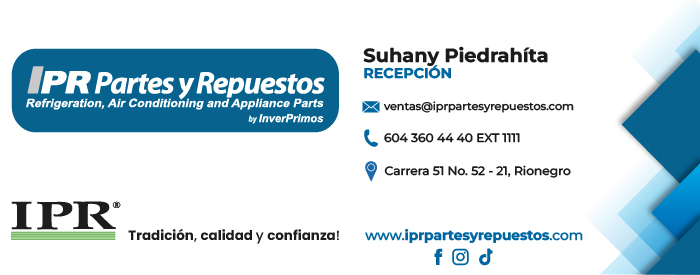 IPR Partes y Repuestos
Refrigeration, Air Conditioning and Appliance Parts
by InverPrimos
IPR®
Tradición, calidad y confianza!
Suhany Piedrahíta
RECEPCIÓN
ventas@iprpartesyrepuestos.com
604 360 44 40 EXT 1111
Carrera 51 No. 52 - 21, Rionegro
www.iprpartesyrepuestos.com